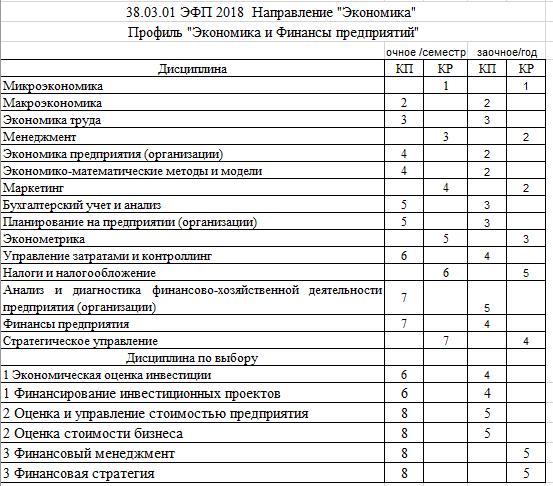 38.03.01 ЭФП 2018 Направление "Экономика"
Профиль "Экономика и Финансы предприятий"
очное /семестр заочное/год
Дисциплина КП КР КП КР
Микроэкономика 1 1
Макроэкономика 2 2
Экономика труда 3 3
Менеджмент 3 2
Экономика предприятия (организации) 4 2
Экономико-математические методы и модели 4 2
Маркетинг 4 2
Бухгалтерский учет и анализ 5 3
Планирование на предприятии (организации) 5 3
Эконометрика 5 3
Управление затратами и контроллинг 6 4
Налоги и налогообложение 6 5
Анализ и диагностика финансово-хозяйственной деятельности
предприятия (организации) 7 5
Финансы предприятия 7 4
Стратегическое управление 7 4
Дисциплина по выбору
1 Экономическая оценка инвестиции 6 4
1 Финансирование инвестиционных проектов 6 4
2 Оценка и управление стоимостью предприятия 8 5
2 Оценка стоимости бизнеса 8 5
3 Финансовый менеджмент 8 5
3 Финансовая стратегия 8 5